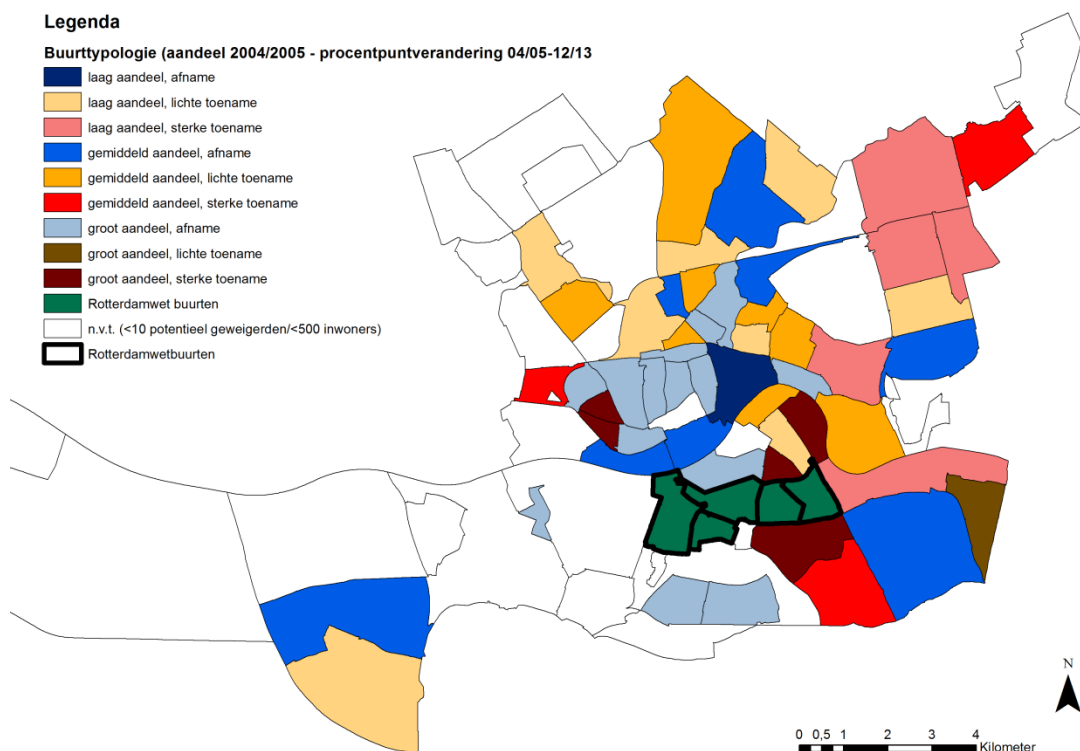 Legenda
Buurttypologie (aandeel 2004/2005 - procentpuntverandering 04/05-12/13
laag aandeel, afname
laag aandeel, lichte toename
laag aandeel, sterke toename
gemiddeld aandeel, afname
gemiddeld aandeel, lichte toename
gemiddeld aandeel, sterke toename
groot aandeel, afname
groot aandeel, lichte toename
groot aandeel, sterke toename
Rotterdamwet buurten
n.v.t. (<10 potentieel geweigerden/<500 inwoners)
Rotterdamwetbuurten
N
0 0,5 1 2 3 4
Kilometer